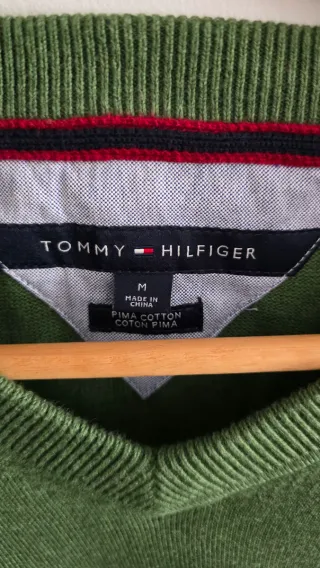 TOMMY HILFIGER
M
MADE IN
CHINA
PIMA COTTON
COTON PIMA